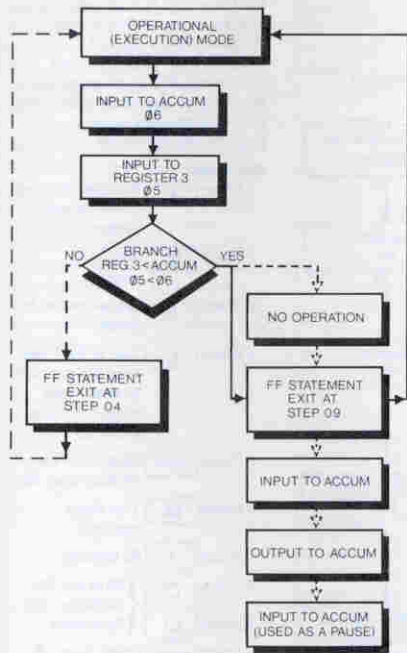 OPERATIONAL
(EXECUTION) MODE
INPUT TO ACCUM
Ø6
INPUT TO
REGISTER 3
Ø5
NO
BRANCH
REG 3<ACCUM
Ø5<Ø6
YES
NO OPERATION
FF STATEMENT
EXIT AT
STEP 04
FF STATEMENT
EXIT AT
STEP 09
INPUT TO ACCUM
OUTPUT TO ACCUM
INPUT TO ACCUM
(USED AS A PAUSE)